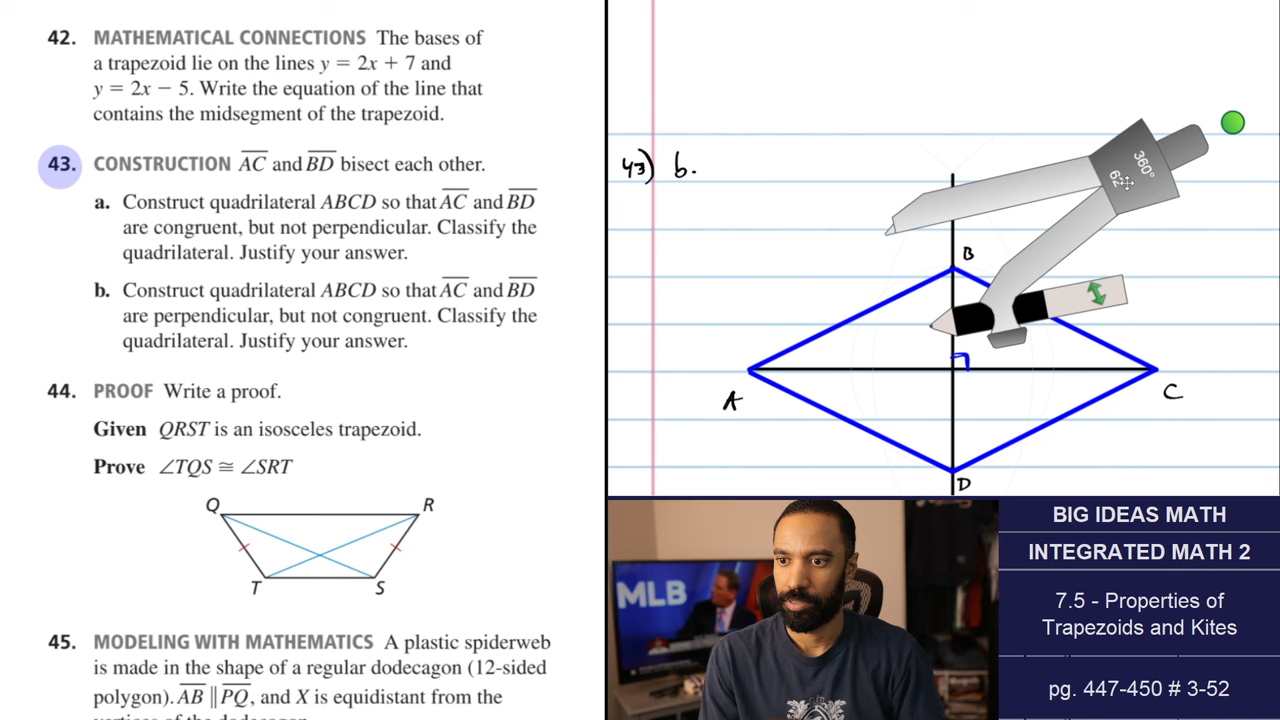 42. MATHEMATICAL CONNECTIONS The bases of
a trapezoid lie on the lines y = 2x + 7 and
y = 2x − 5. Write the equation of the line that
contains the midsegment of the trapezoid.
43. CONSTRUCTION AC and BD bisect each other.
a. Construct quadrilateral ABCD so that AC and BD
are congruent, but not perpendicular. Classify the
quadrilateral. Justify your answer.
b. Construct quadrilateral ABCD so that AC and BD
are perpendicular, but not congruent. Classify the
quadrilateral. Justify your answer.
44. PROOF Write a proof.
Given QRST is an isosceles trapezoid.
Prove ∠TQS ≅ ∠SRT
Q R
T S
45. MODELING WITH MATHEMATICS A plastic spiderweb
is made in the shape of a regular dodecagon (12-sided
polygon). AB ∥ PQ, and X is equidistant from the
43) b.
360°
B
A
C
D
MLB
BIG IDEAS MATH
INTEGRATED MATH 2
7.5 - Properties of
Trapezoids and Kites
pg. 447-450 # 3-52